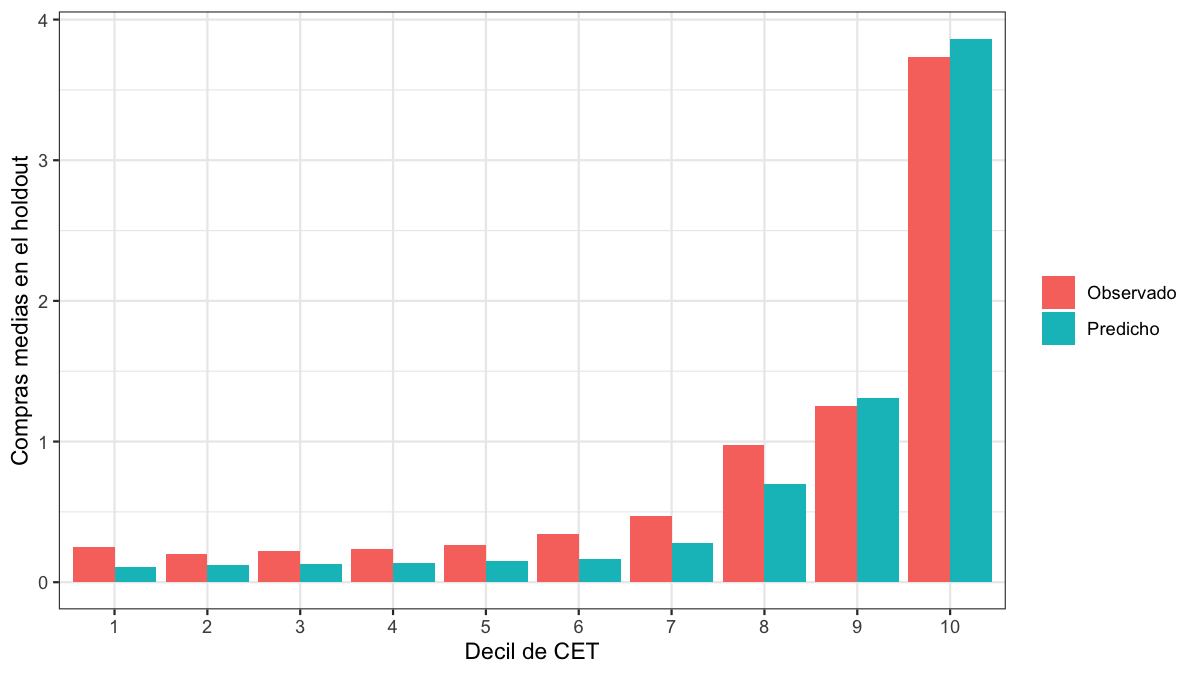 Compras medias en el holdout
4
3
2
1
0
1 2 3 4 5 6 7 8 9 10
Decil de CET
Observado
Predicho